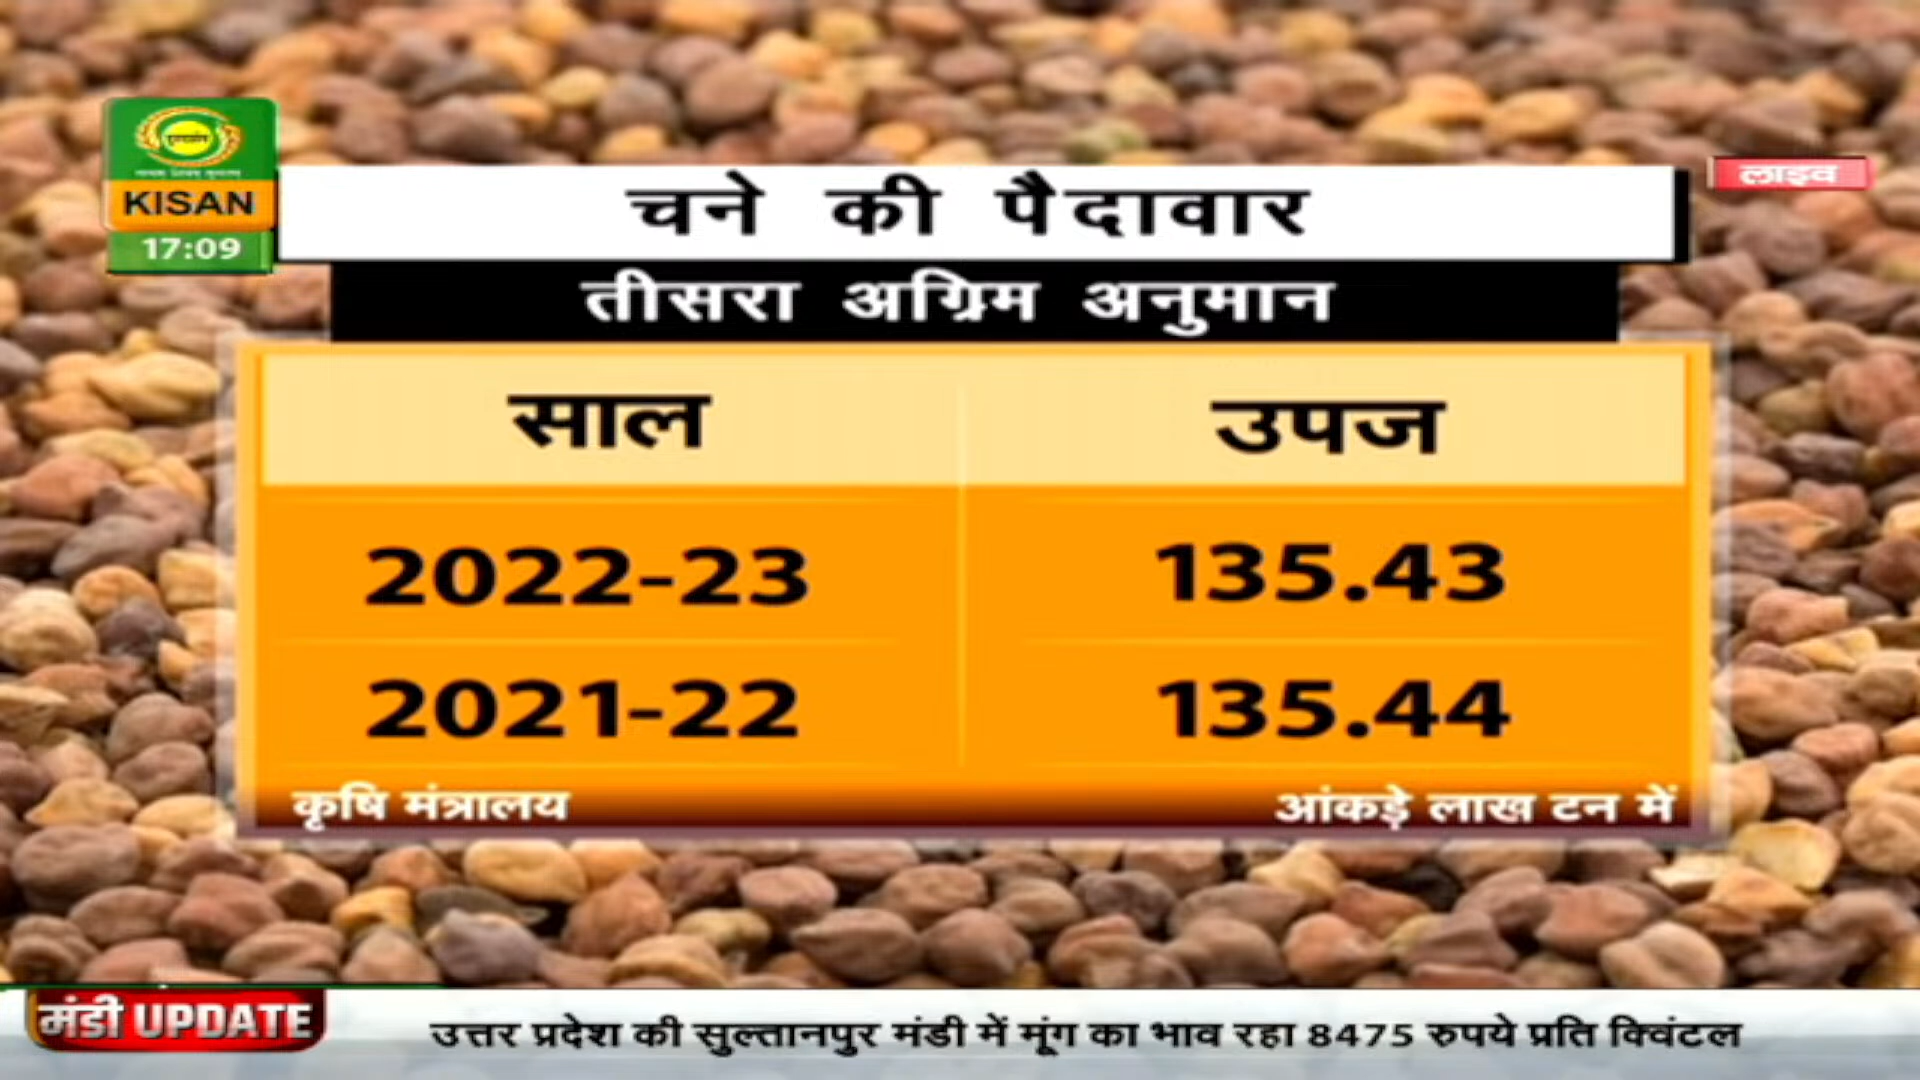 KISAN
17:09
लाइव
चने की पैदावार
तीसरा अग्रिम अनुमान
साल उपज
2022-23 135.43
2021-22 135.44
कृषि मंत्रालय आंकड़े लाख टन में
मंडी UPDATE
उत्तर प्रदेश की सुल्तानपुर मंडी में मूंग का भाव रहा 8475 रुपये प्रति क्विंटल